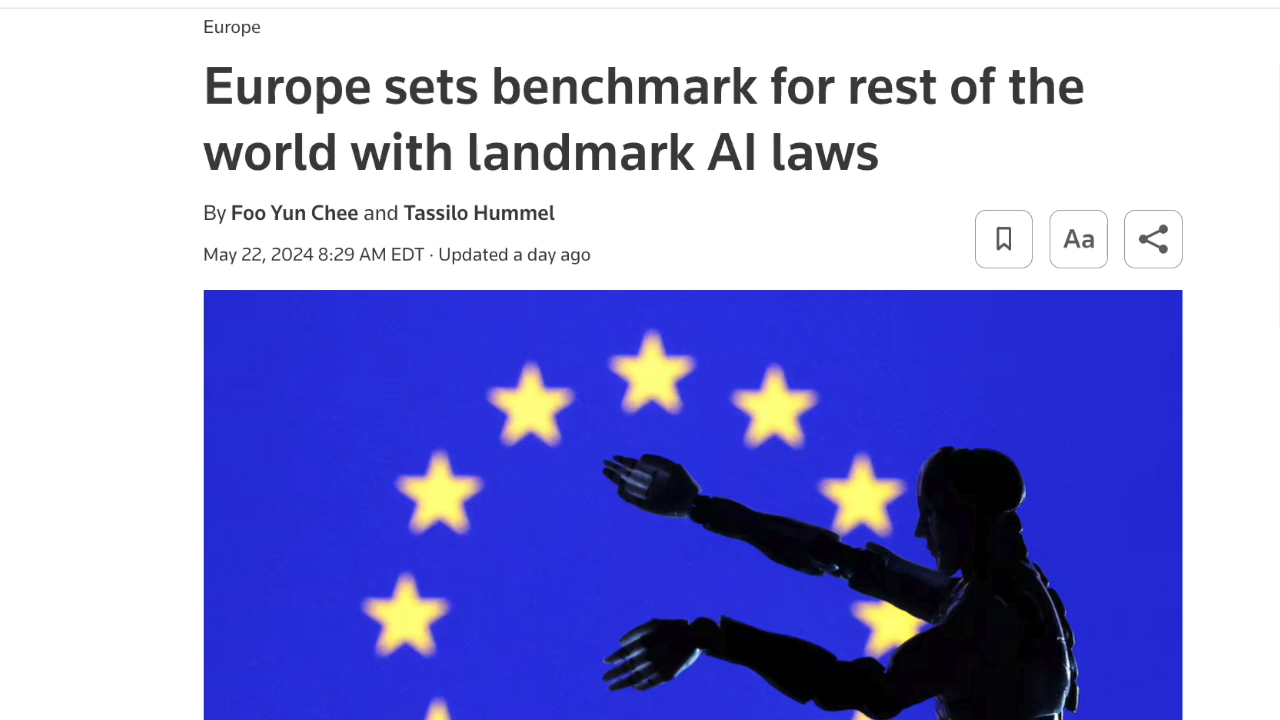 Europe
Europe sets benchmark for rest of the
world with landmark AI laws
By Foo Yun Chee and Tassilo Hummel
May 22, 2024 8:29 AM EDT · Updated a day ago
Aa